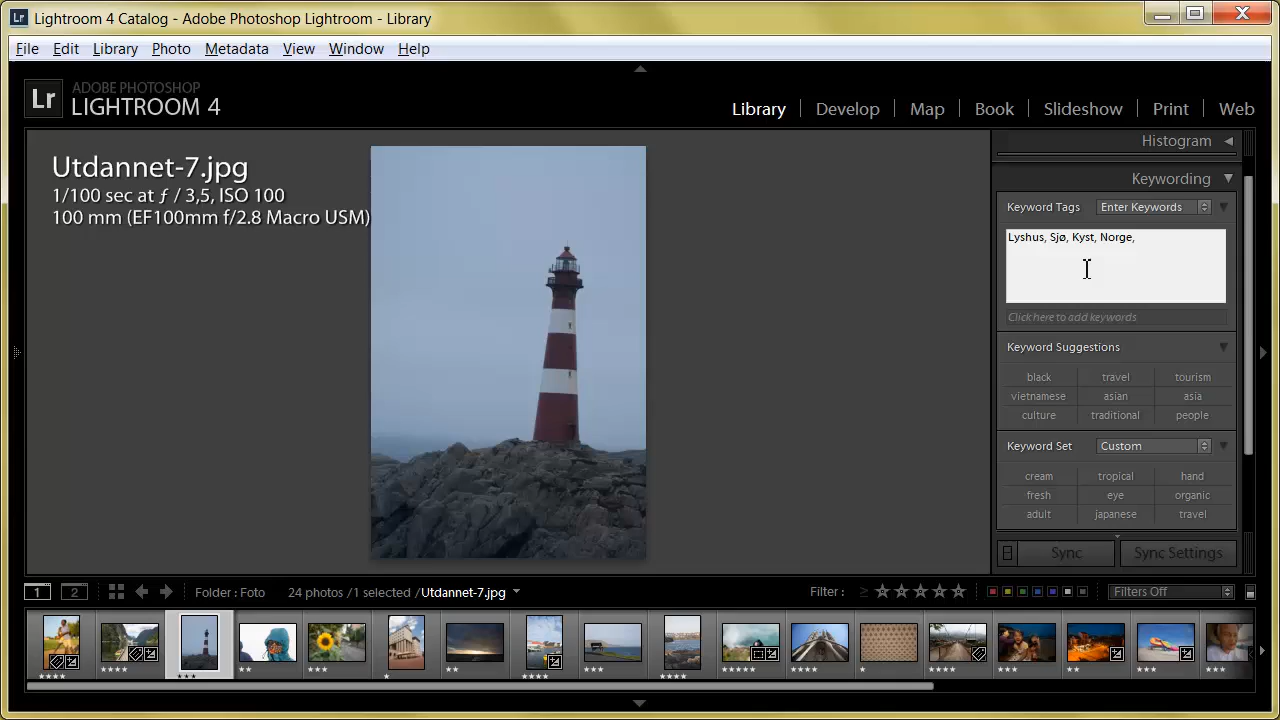 Lightroom 4 Catalog - Adobe Photoshop Lightroom - Library
File Edit Library Photo Metadata View Window Help
Lr ADOBE PHOTOSHOP
LIGHTROOM 4
Library | Develop | Map | Book | Slideshow | Print | Web
Utdannet-7.jpg
1/100 sec at ƒ / 3,5, ISO 100
100 mm (EF100mm f/2.8 Macro USM)
Histogram
Keywording
Keyword Tags Enter Keywords
Lyshus, Sjø, Kyst, Norge,
Click here to add keywords
Keyword Suggestions
black travel tourism
vietnamese asian asia
culture traditional people
Keyword Set Custom
cream tropical hand
fresh eye organic
adult japanese travel
Sync Sync Settings
1 2 Folder : Foto 24 photos / 1 selected / Utdannet-7.jpg Filter : Filters Off